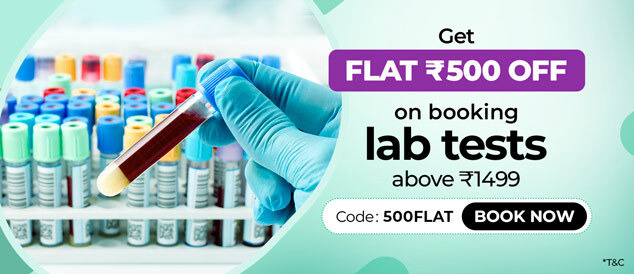 Get
FLAT ₹500 OFF
on booking
lab tests
above ₹1499
Code: 500FLAT BOOK NOW
*T&C